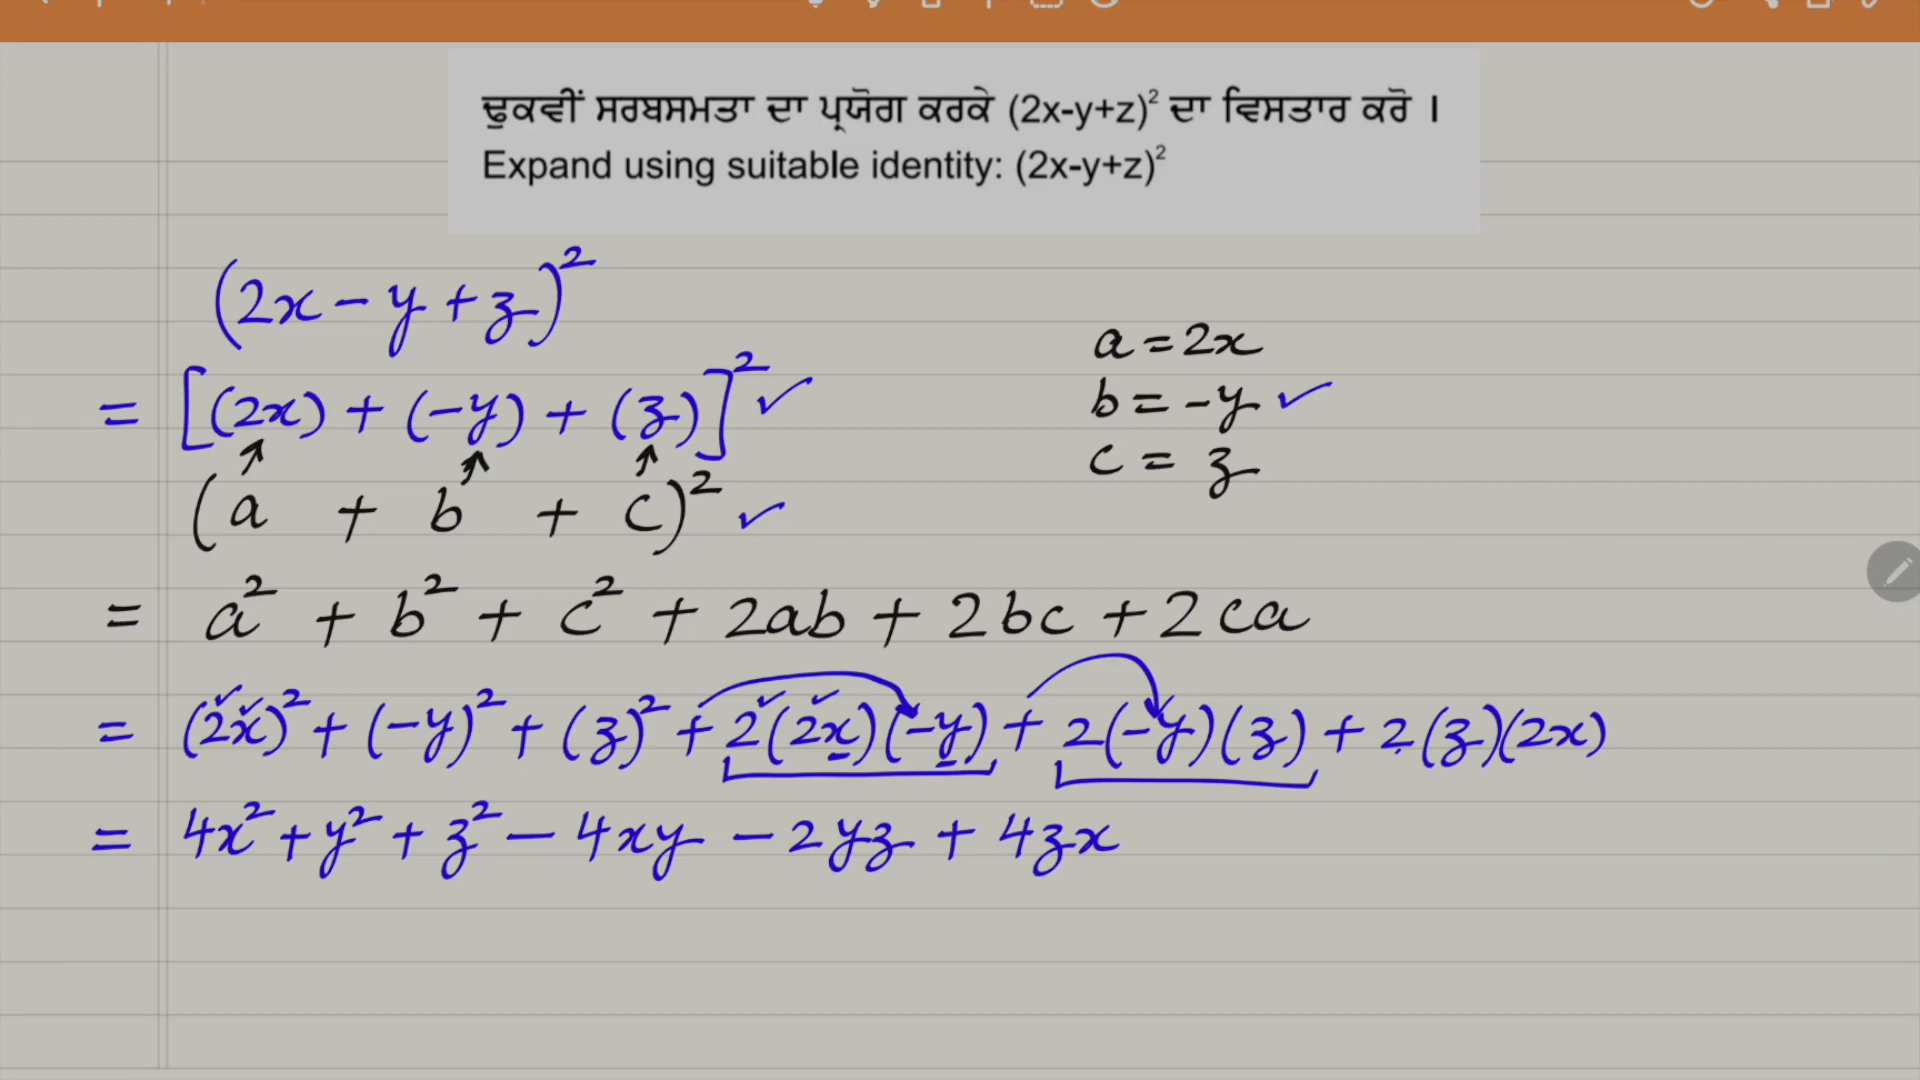 ਢੁਕਵੀਂ ਸਰਬਸਮਤਾ ਦਾ ਪ੍ਰਯੋਗ ਕਰਕੇ (2x-y+z)² ਦਾ ਵਿਸਤਾਰ ਕਰੋ ।
Expand using suitable identity: (2x-y+z)²
(2x - y + z)²
= [(2x) + (-y) + (z)]² ✓
(a + b + c)² ✓
a = 2x
b = -y ✓
c = z
= a² + b² + c² + 2ab + 2bc + 2ca
= (2x)² + (-y)² + (z)² + 2(2x)(-y) + 2(-y)(z) + 2(z)(2x)
= 4x² + y² + z² - 4xy - 2yz + 4zx